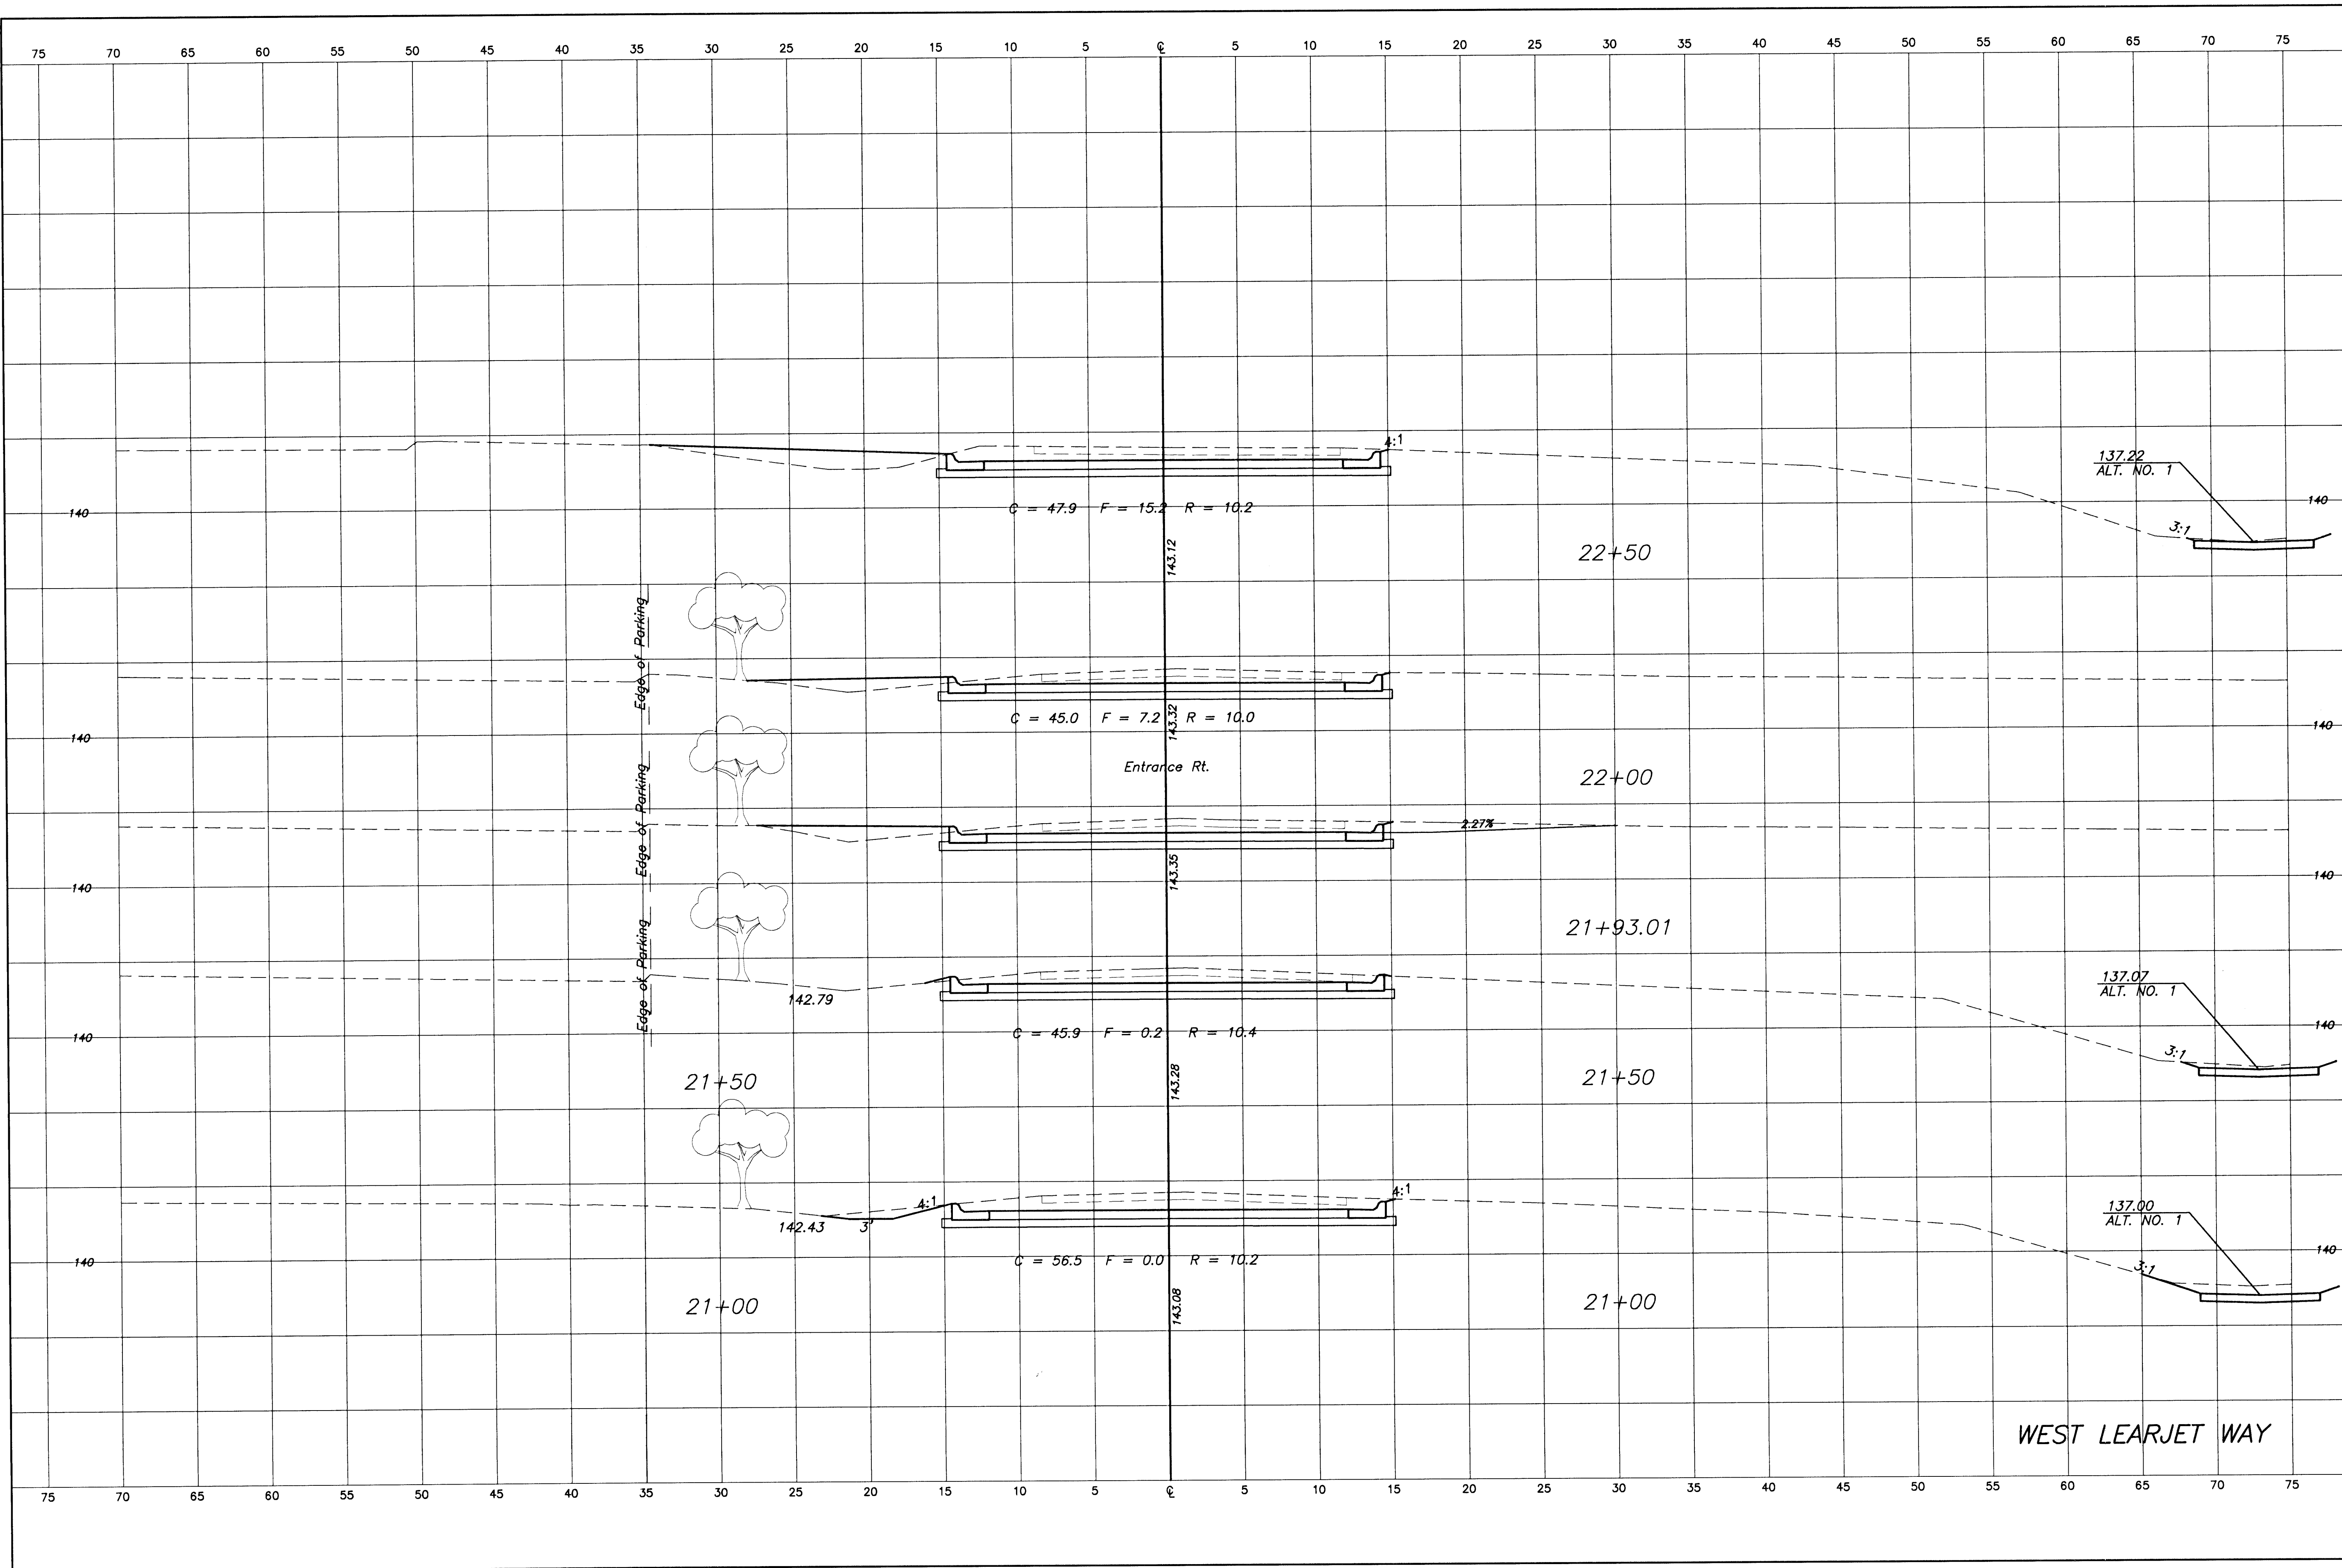 75 70 65 60 55 50 45 40 35 30 25 20 15 10 5 ℄ 5 10 15 20 25 30 35 40 45 50 55 60 65 70 75
4:1
137.22
ALT. NO. 1
140
C = 47.9 F = 15.2 R = 10.2
140
3:1
143.12
22+50
Edge of Parking
C = 45.0 F = 7.2 R = 10.0
143.32
140
140
Entrance Rt.
22+00
Edge of Parking
2.27%
143.35
140
140
21+93.01
Edge of Parking
142.79
137.07
ALT. NO. 1
140
C = 45.9 F = 0.2 R = 10.4
140
3:1
143.28
21+50
21+50
4:1
4:1
142.43
3'
137.00
ALT. NO. 1
140
C = 56.5 F = 0.0 R = 10.2
140
3:1
143.08
21+00
21+00
WEST LEARJET WAY
75 70 65 60 55 50 45 40 35 30 25 20 15 10 5 ℄ 5 10 15 20 25 30 35 40 45 50 55 60 65 70 75